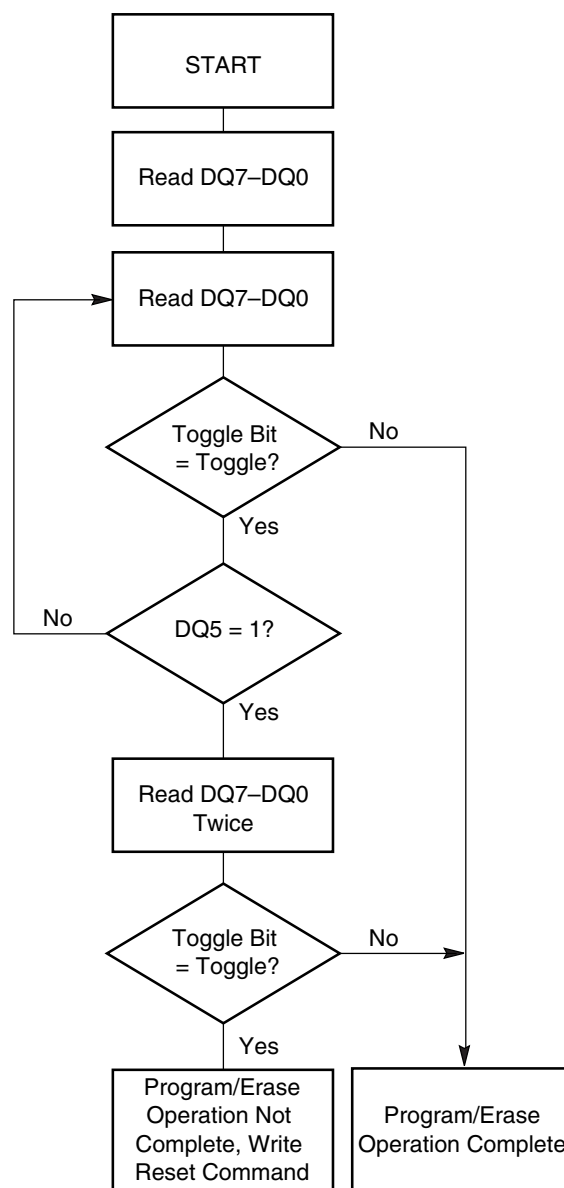 START
Read DQ7–DQ0
Read DQ7–DQ0
Toggle Bit
= Toggle?
No
Yes
No
DQ5 = 1?
Yes
Read DQ7–DQ0
Twice
Toggle Bit
= Toggle?
No
Yes
Program/Erase
Operation Not
Complete, Write
Reset Command
Program/Erase
Operation Complete